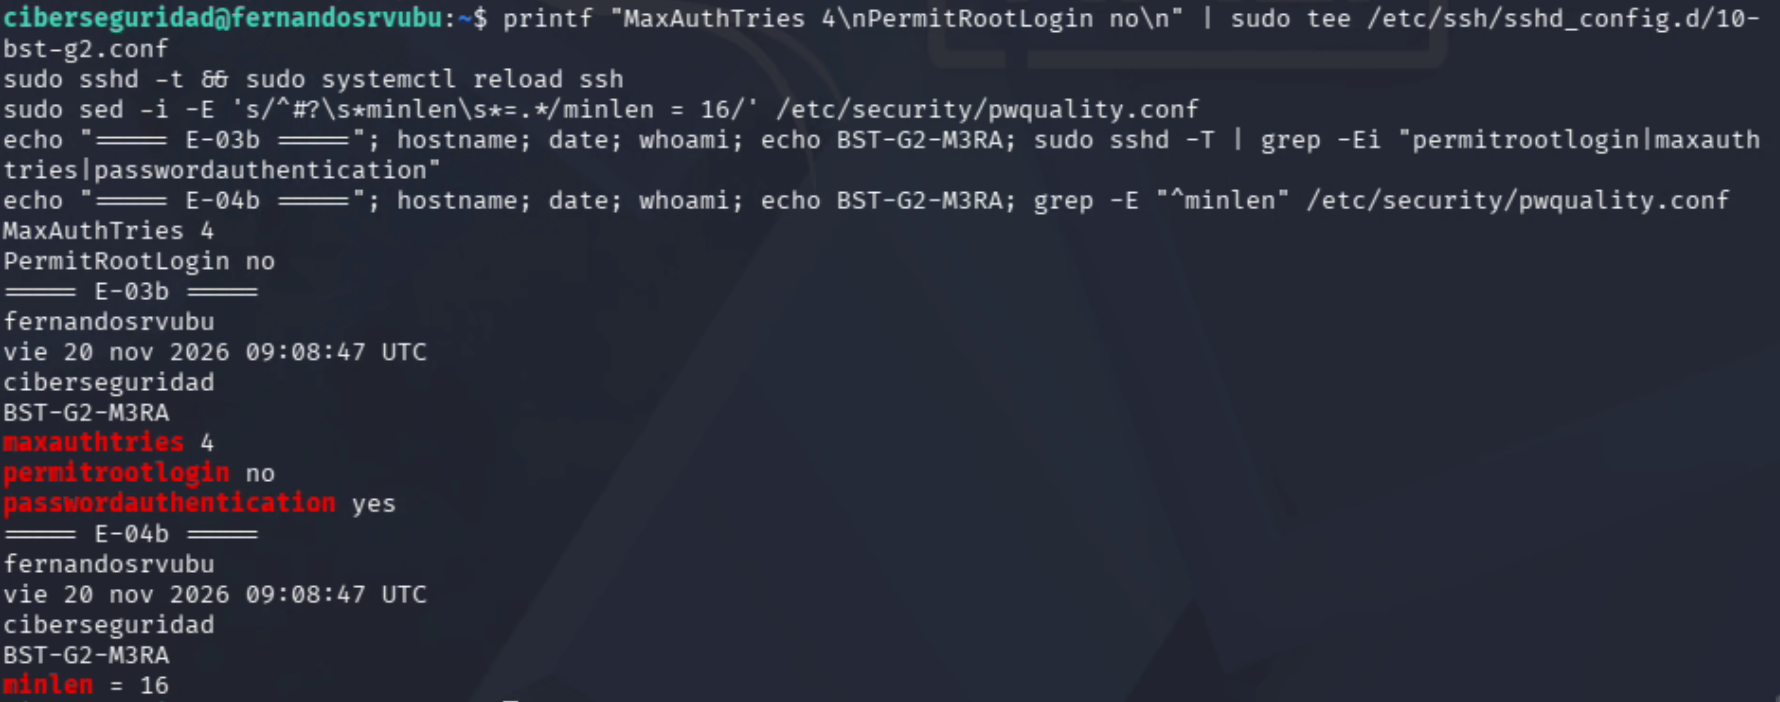 ciberseguridad@fernandosrvubu:~$ printf "MaxAuthTries 4\nPermitRootLogin no\n" | sudo tee /etc/ssh/sshd_config.d/10-
bst-g2.conf
sudo sshd -t && sudo systemctl reload ssh
sudo sed -i -E 's/^#?\s*minlen\s*=.*/minlen = 16/' /etc/security/pwquality.conf
echo "===== E-03b ====="; hostname; date; whoami; echo BST-G2-M3RA; sudo sshd -T | grep -Ei "permitrootlogin|maxauth
tries|passwordauthentication"
echo "===== E-04b ====="; hostname; date; whoami; echo BST-G2-M3RA; grep -E "^minlen" /etc/security/pwquality.conf
MaxAuthTries 4
PermitRootLogin no
===== E-03b =====
fernandosrvubu
vie 20 nov 2026 09:08:47 UTC
ciberseguridad
BST-G2-M3RA
maxauthtries 4
permitrootlogin no
passwordauthentication yes
===== E-04b =====
fernandosrvubu
vie 20 nov 2026 09:08:47 UTC
ciberseguridad
BST-G2-M3RA
minlen = 16